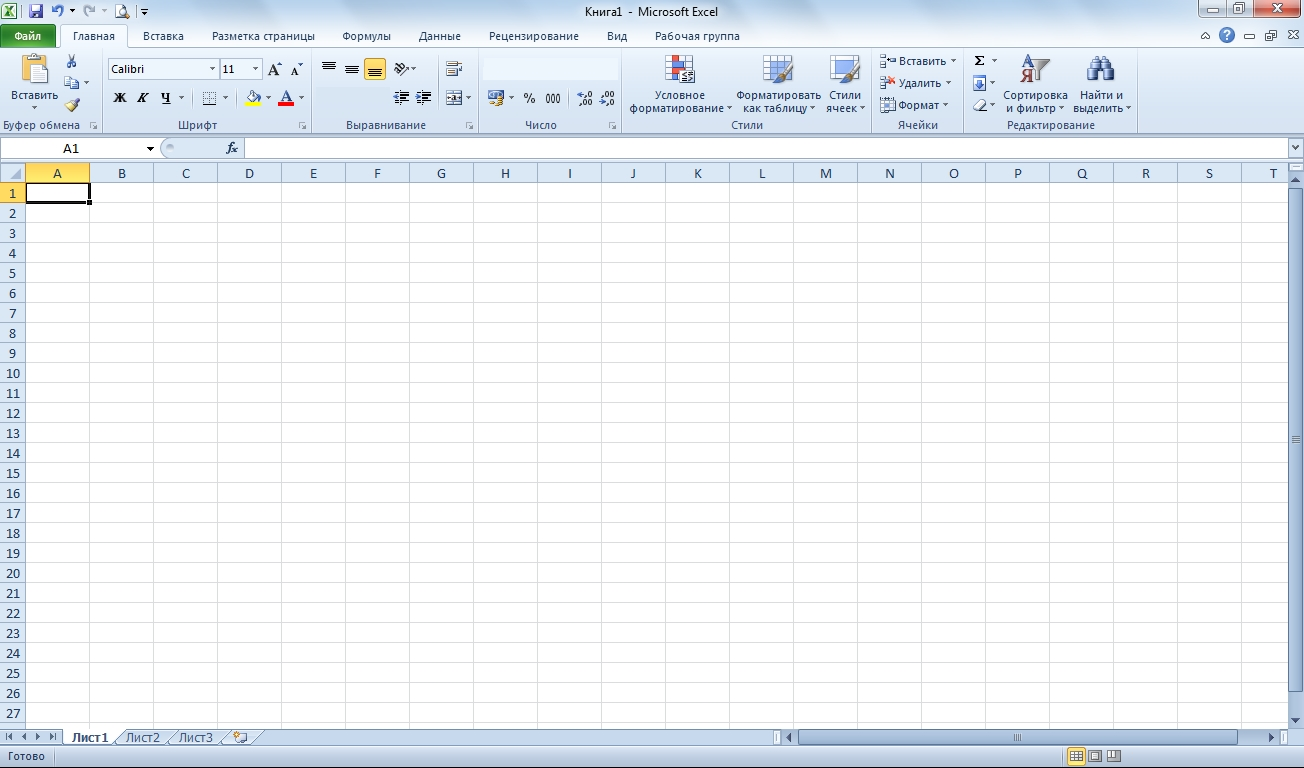 Книга1 - Microsoft Excel
Файл Главная Вставка Разметка страницы Формулы Данные Рецензирование Вид Рабочая группа
Вставить
Буфер обмена
Calibri 11
Ж К Ч
Шрифт
Выравнивание
% 000
Число
Условное форматирование
Форматировать как таблицу
Стили ячеек
Стили
Вставить
Удалить
Формат
Ячейки
Σ
Сортировка и фильтр
Найти и выделить
Редактирование
A1 fx
A B C D E F G H I J K L M N O P Q R S T
1
2
3
4
5
6
7
8
9
10
11
12
13
14
15
16
17
18
19
20
21
22
23
24
25
26
27
Лист1 Лист2 Лист3
Готово